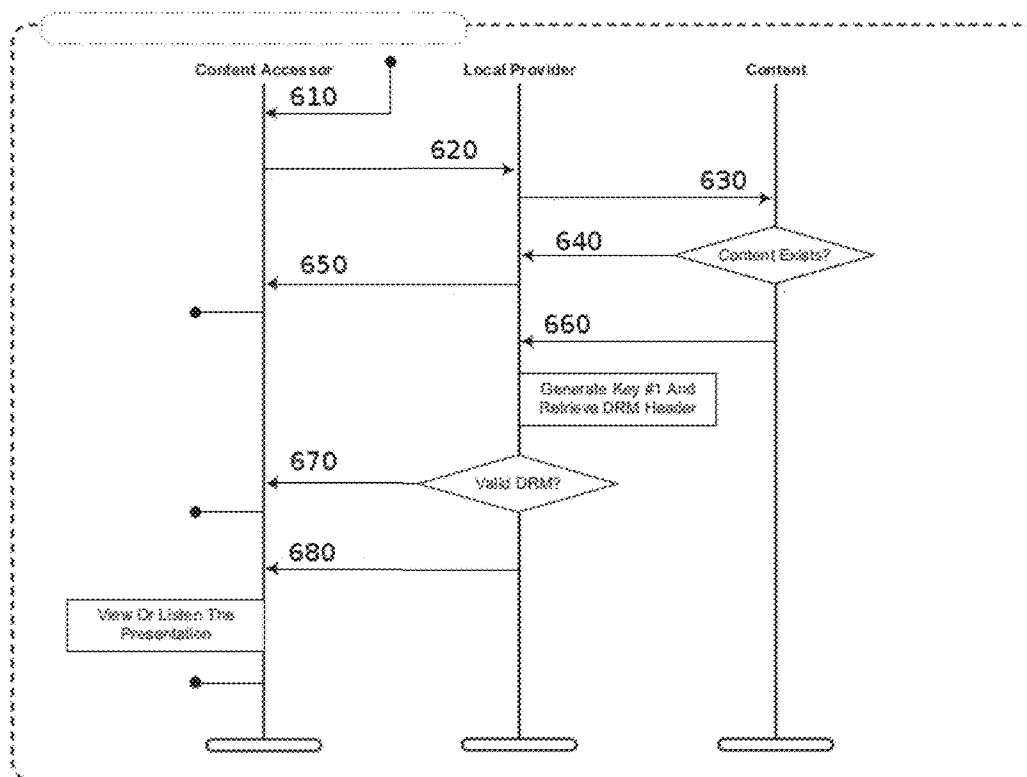 Content Accessor
Local Provider
Content
610
620
630
640
Content Exists?
650
660
Generate Key #1 And
Retrieve DRM Header
670
Valid DRM?
680
View Or Listen The
Presentation